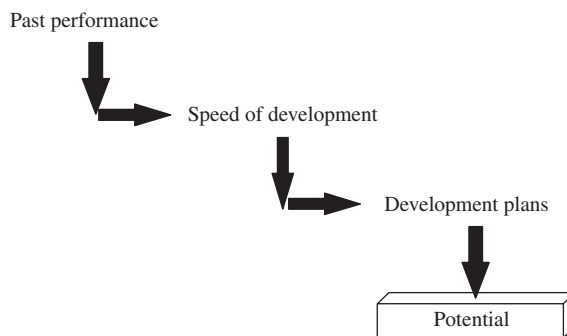 Past performance
Speed of development
Development plans
Potential